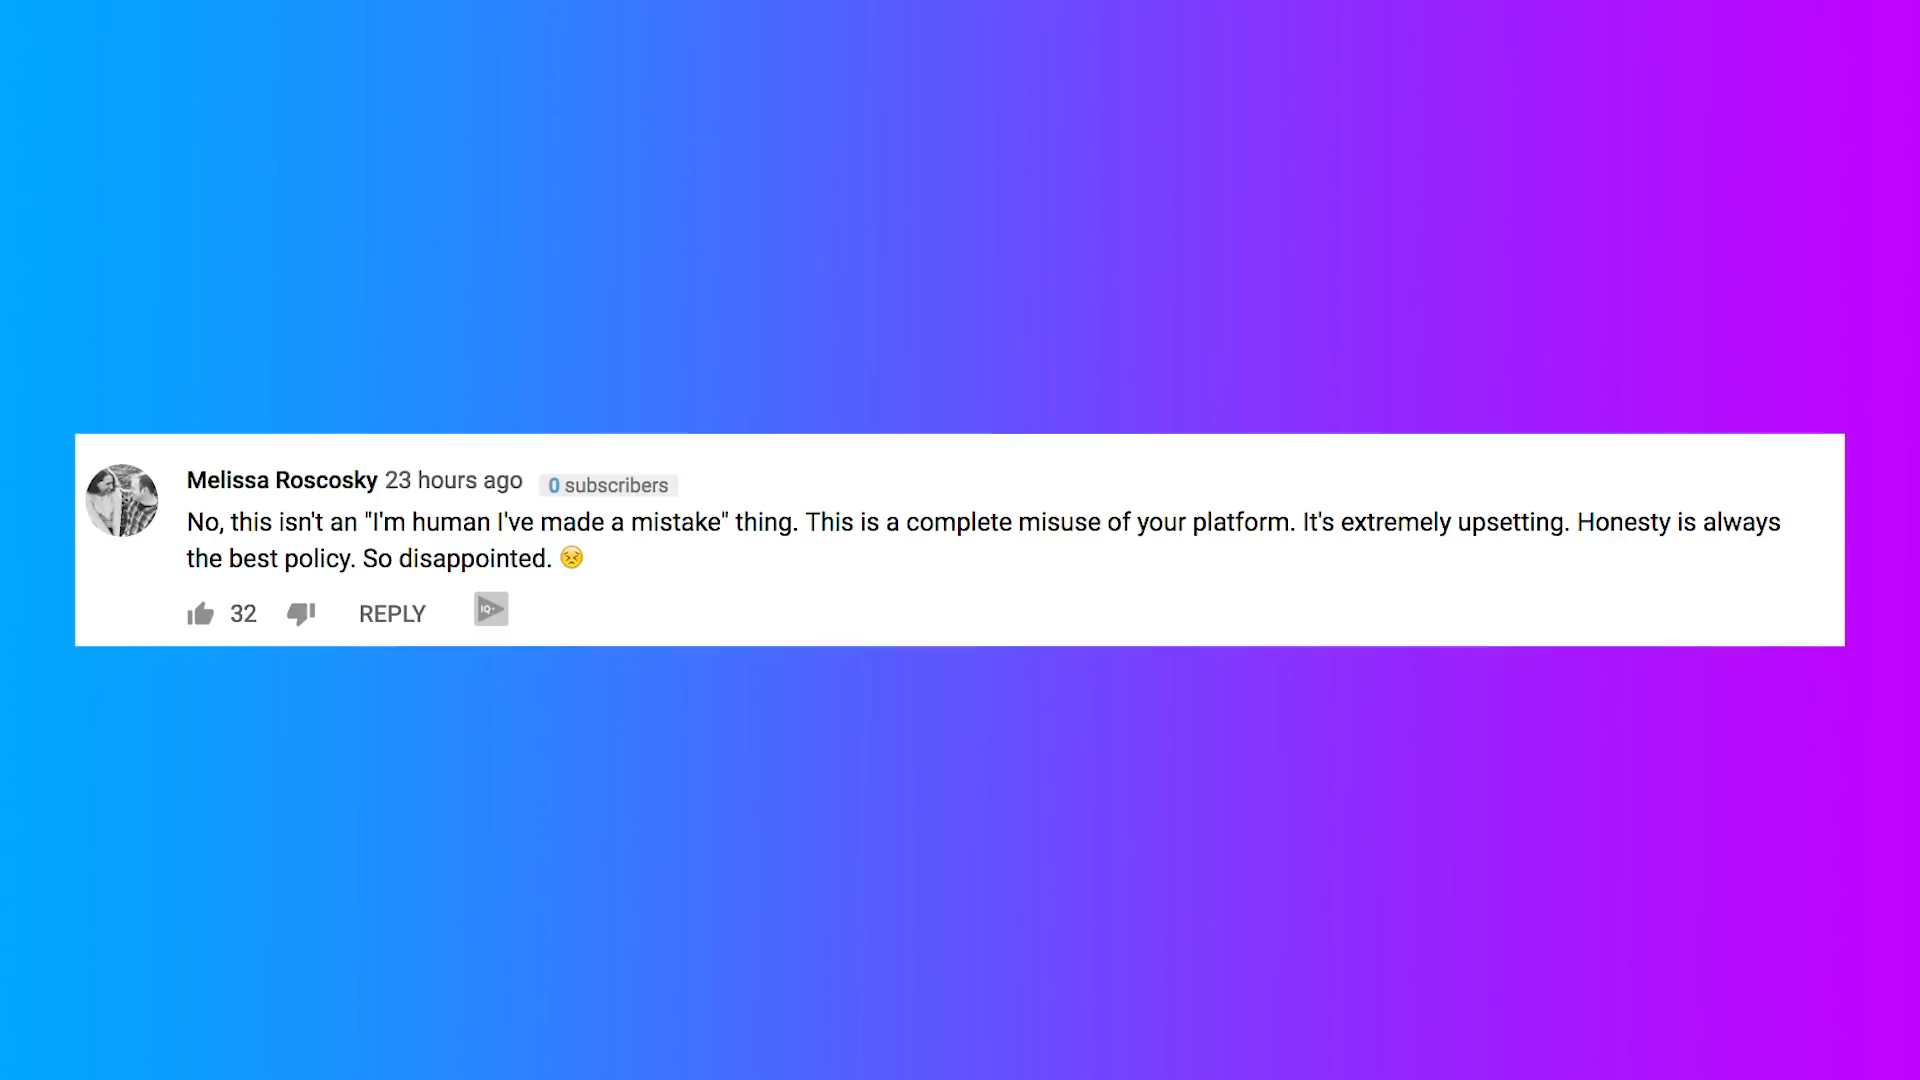 Melissa Roscosky 23 hours ago 0 subscribers
No, this isn't an "I'm human I've made a mistake" thing. This is a complete misuse of your platform. It's extremely upsetting. Honesty is always
the best policy. So disappointed. 😣
32 REPLY IQ+